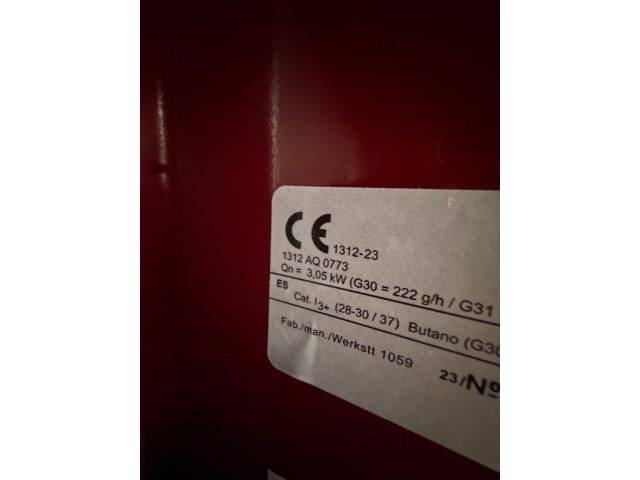 CE 1312-23
1312 AQ 0773
Qn = 3,05 kW (G30 = 222 g/h / G31
ES
Cat. I3+ (28-30 / 37) Butano (G30
Fab./man./Werkstt 1059
23/Nº